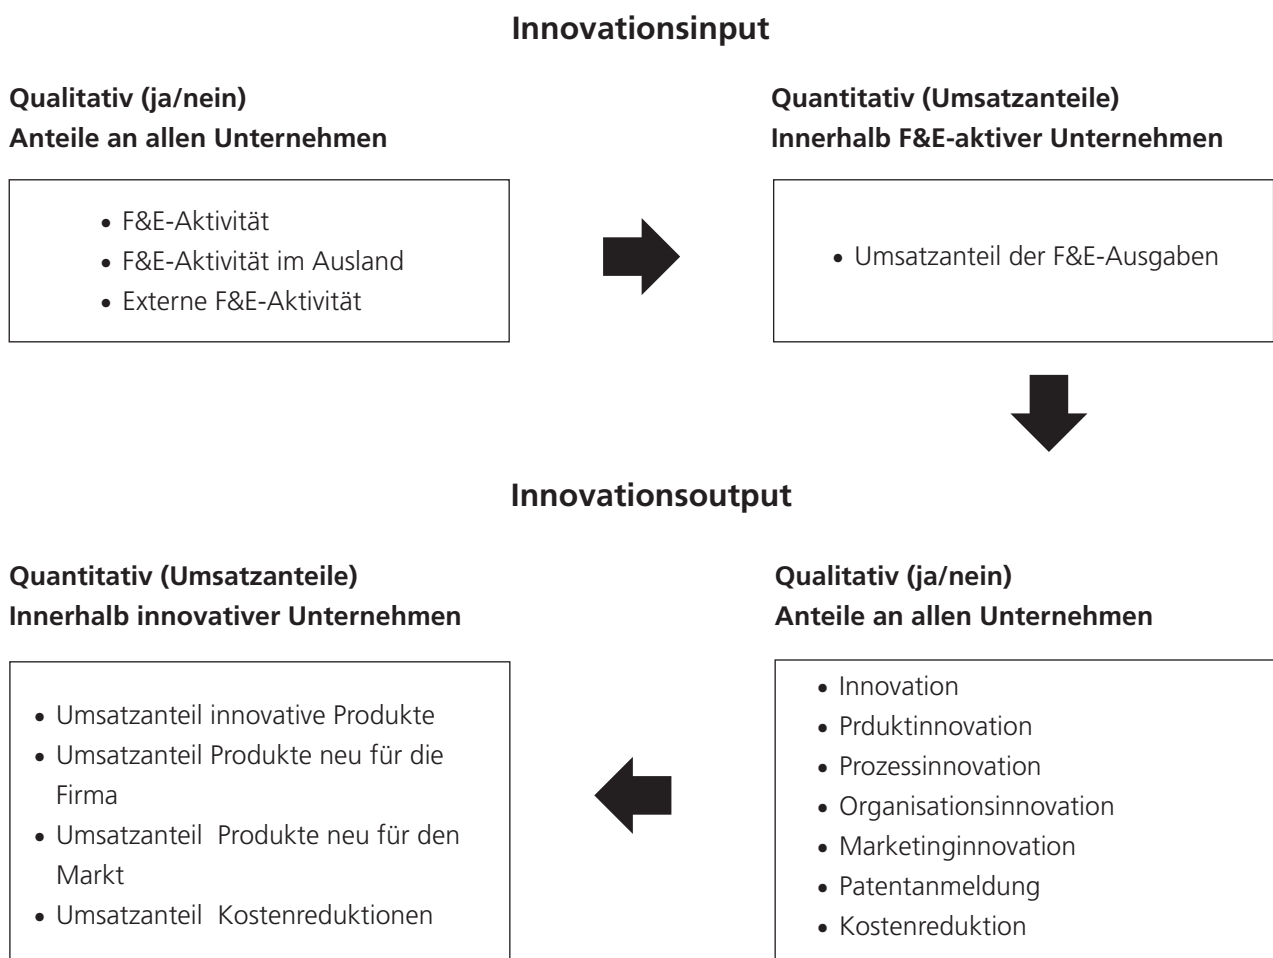 Innovationsinput
Qualitativ (ja/nein)
Anteile an allen Unternehmen
• F&E-Aktivität
• F&E-Aktivität im Ausland
• Externe F&E-Aktivität
Quantitativ (Umsatzanteile)
Innerhalb F&E-aktiver Unternehmen
• Umsatzanteil der F&E-Ausgaben
Innovationsoutput
Quantitativ (Umsatzanteile)
Innerhalb innovativer Unternehmen
• Umsatzanteil innovative Produkte
• Umsatzanteil Produkte neu für die
Firma
• Umsatzanteil  Produkte neu für den
Markt
• Umsatzanteil  Kostenreduktionen
Qualitativ (ja/nein)
Anteile an allen Unternehmen
• Innovation
• Prduktinnovation
• Prozessinnovation
• Organisationsinnovation
• Marketinginnovation
• Patentanmeldung
• Kostenreduktion